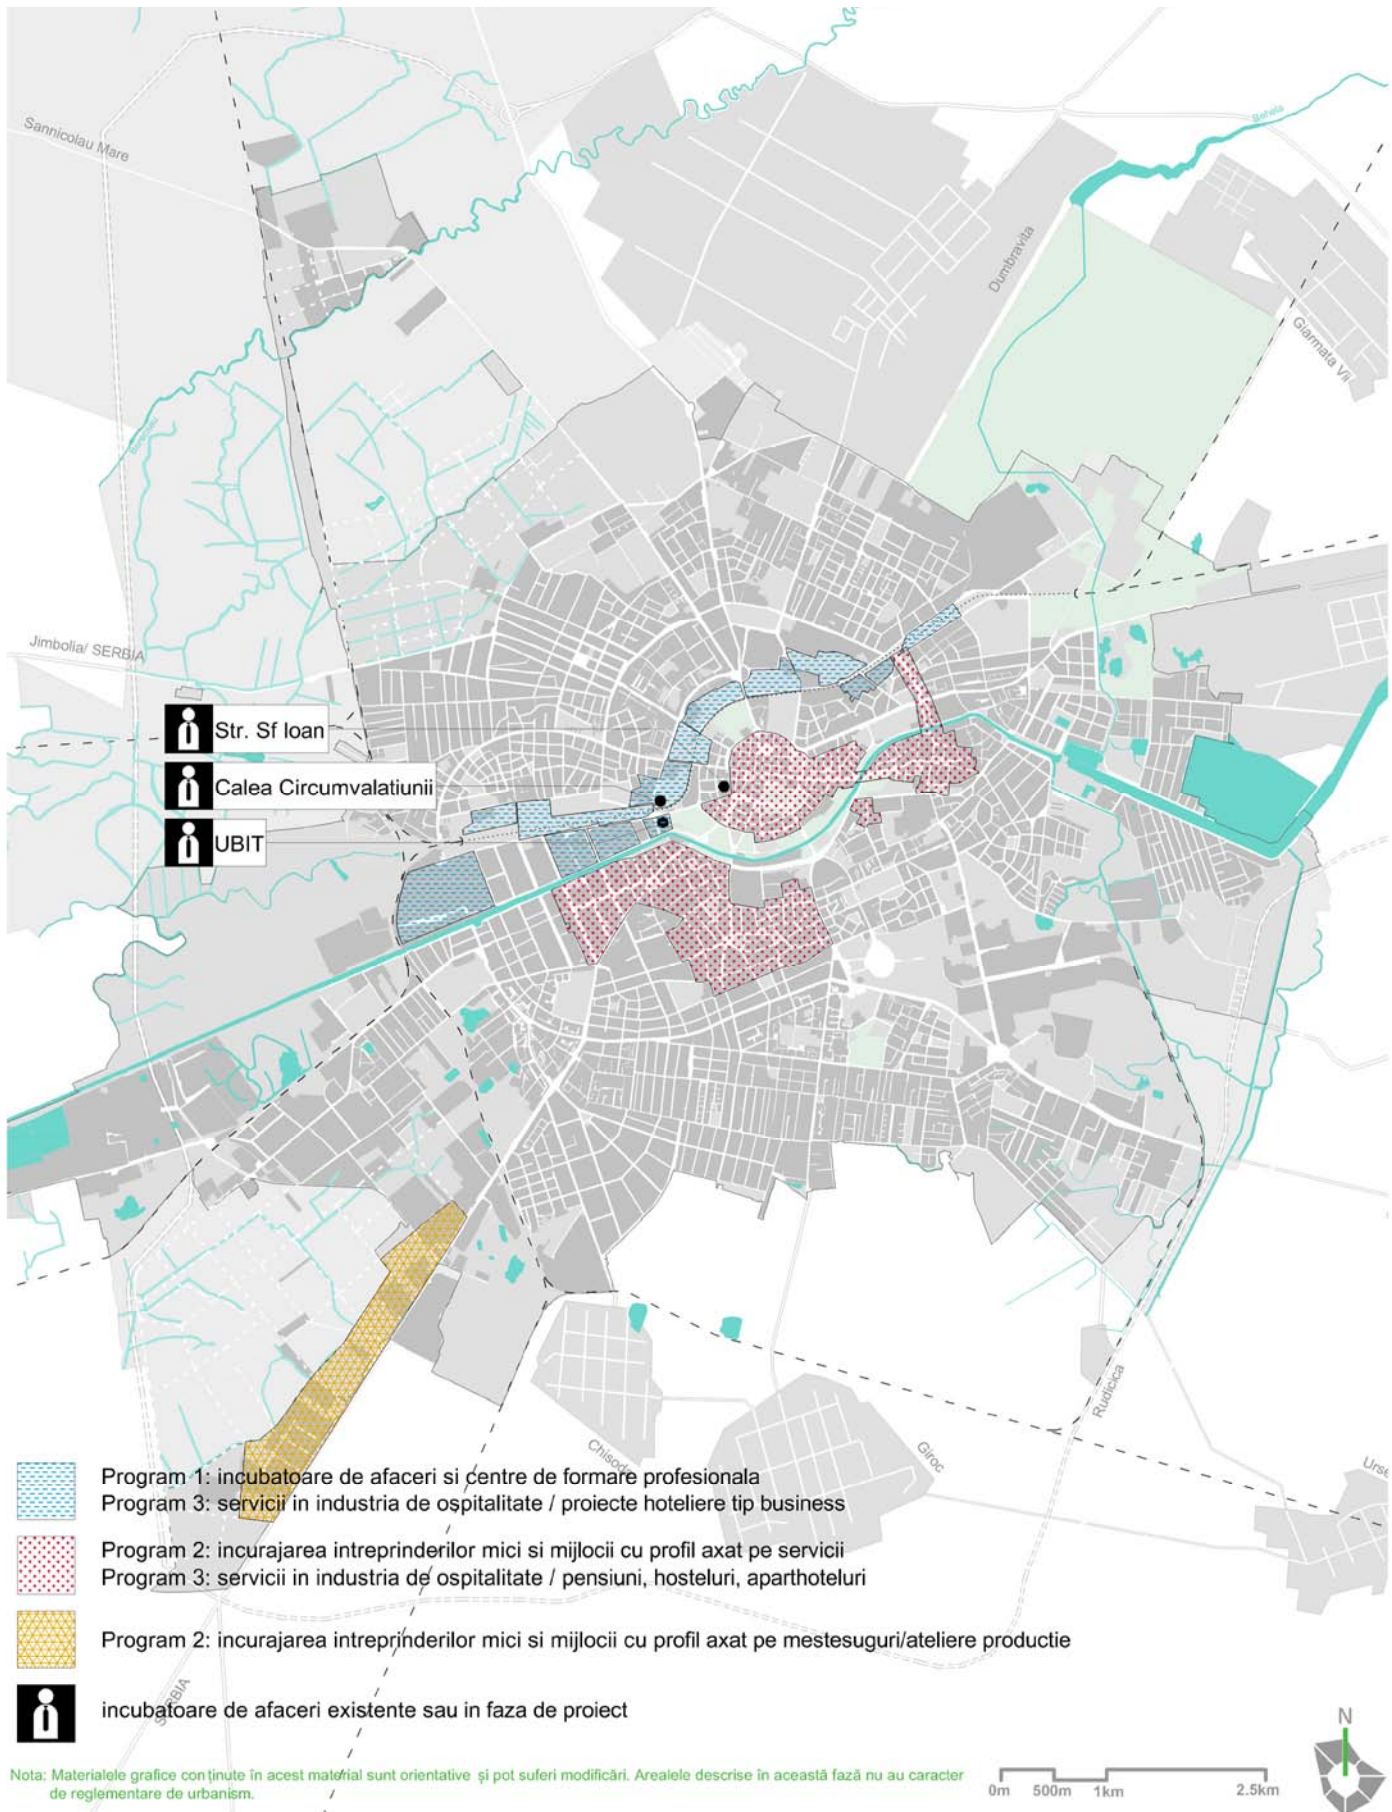 Sannicolau Mare
Behela
Dumbravita
Giarmata Vii
Jimbolia/ SERBIA
Str. Sf Ioan
Calea Circumvalatiunii
UBIT
Rudicica
Chisoda
Giroc
Urse
Program 1: incubatoare de afaceri si centre de formare profesionala
Program 3: servicii in industria de ospitalitate / proiecte hoteliere tip business
Program 2: incurajarea intreprinderilor mici si mijlocii cu profil axat pe servicii
Program 3: servicii in industria de ospitalitate / pensiuni, hosteluri, aparthoteluri
Program 2: incurajarea intreprinderilor mici si mijlocii cu profil axat pe mestesuguri/ateliere productie
SERBIA
incubatoare de afaceri existente sau in faza de proiect
N
Nota: Materialele grafice conținute în acest material sunt orientative și pot suferi modificări. Arealele descrise în această fază nu au caracter
de reglementare de urbanism.
0m 500m 1km 2.5km